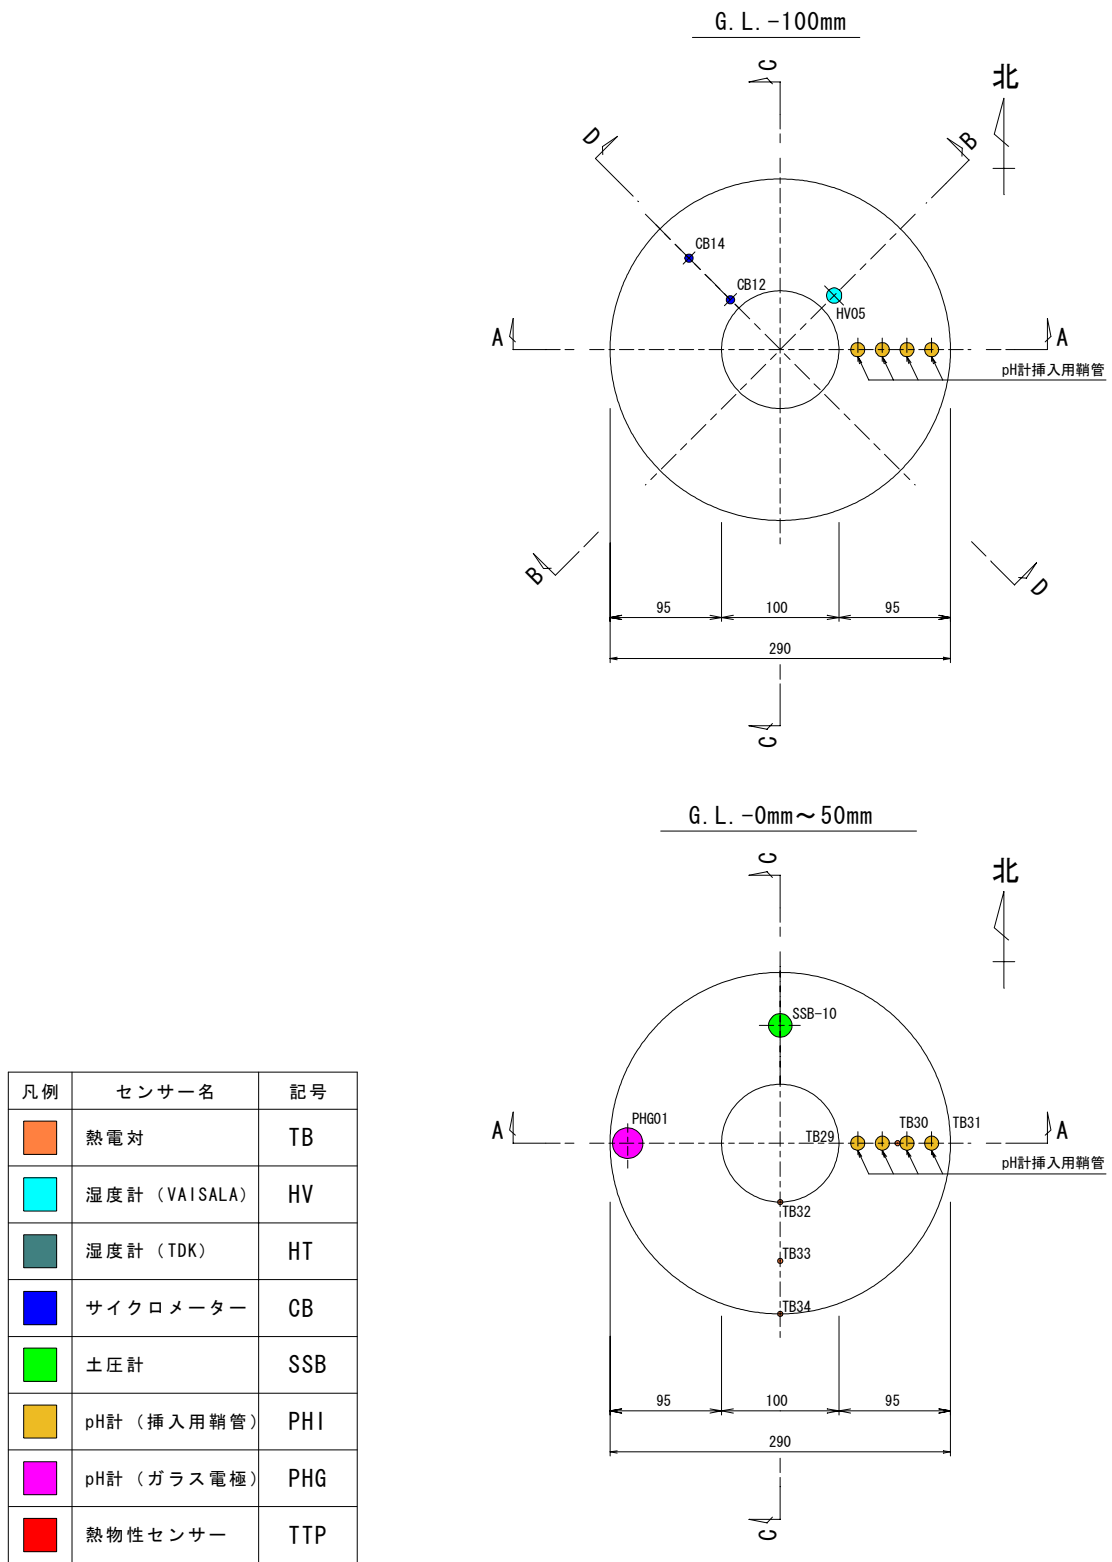 G.L.-100mm
C
北
D
B
CB14
CB12
HV05
A
A
pH計挿入用鞘管
B
D
95
100
95
290
C
G.L.-0mm～50mm
C
北
SSB-10
PHG01
A
TB29
TB30
TB31
A
pH計挿入用鞘管
TB32
TB33
TB34
95
100
95
290
C
凡例 センサー名 記号
熱電対 TB
湿度計（VAISALA） HV
湿度計（TDK） HT
サイクロメーター CB
土圧計 SSB
pH計（挿入用鞘管） PHI
pH計（ガラス電極） PHG
熱物性センサー TTP